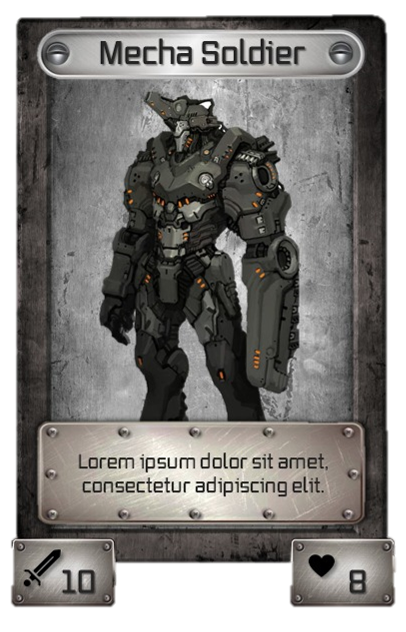 Mecha Soldier
Lorem ipsum dolor sit amet,
consectetur adipiscing elit.
10
8